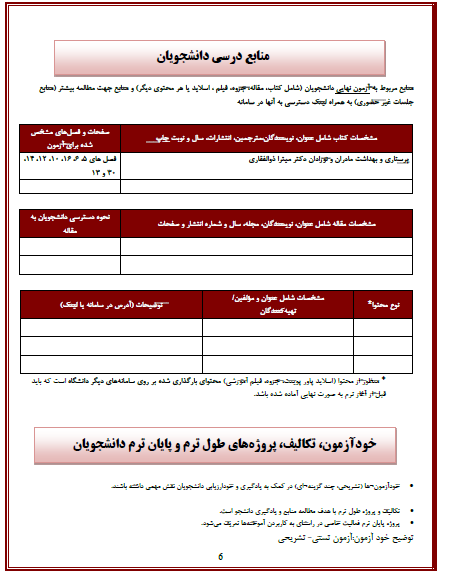 منابع درسی دانشجویان
منابع مربوط به آزمون نهایی دانشجویان (شامل کتاب، مقاله، جزوه، فیلم ، اسلاید یا هر محتوی دیگر) و منابع جهت مطالعه بیشتر (منابع
جلسات غیر حضوری) به همراه لینک دسترسی به آنها در سامانه
مشخصات کتاب شامل عنوان، نویسندگان، مترجمین، انتشارات، سال و نوبت چاپ
صفحات و فصل‌های مشخص
شده برای آزمون
پرستاری و بهداشت مادران و نوزادان دکتر میترا ذوالفقاری
فصل های ۵، ۶، ۱۶، ۱۰، ۱۲، ۱۴،
۳۰ و ۱۳
مشخصات مقاله شامل عنوان، نویسندگان، مجله، سال و شماره انتشار و صفحات
نحوه دسترسی دانشجویان به
مقاله
نوع محتوا*
مشخصات شامل عنوان و مؤلفین/
تهیه‌کنندگان
توضیحات (آدرس در سامانه یا لینک)
* منظور از محتوا (اسلاید پاور پوینت، جزوه، فیلم آموزشی) محتوای بارگذاری شده بر روی سامانه‌های دیگر دانشگاه است که باید
قبل از آغاز ترم به صورت نهایی آماده شده باشد.
خودآزمون، تکالیف، پروژه‌های طول ترم و پایان ترم دانشجویان
• خودآزمون‌ها (تشریحی، چند گزینه‌ای) در کمک به یادگیری و خودارزیابی دانشجویان نقش مهمی داشته باشند.
• تکالیف و پروژه طول ترم با هدف مطالعه منابع و یادگیری دانشجو است.
• پروژه پایان ترم فعالیت خاصی در راستای به کاربردن آموخته‌ها تعریف می‌شود.
توضیح خود آزمون:آزمون تستی- تشریحی
6